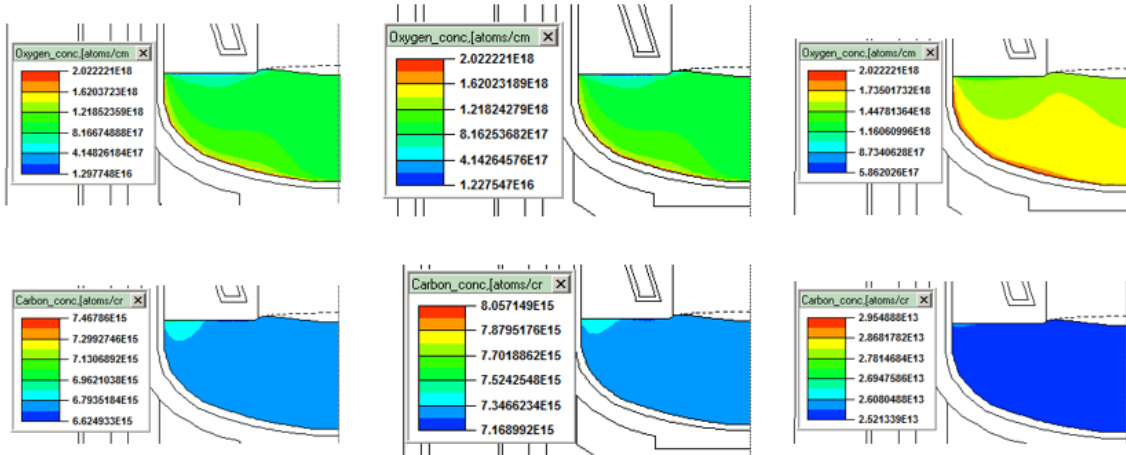 Oxygen_conc,[atoms/cm
2.022221E18
1.6203723E18
1.21852359E18
8.16674888E17
4.14826184E17
1.297748E16
Oxygen_conc,[atoms/cm
2.022221E18
1.62023189E18
1.21824279E18
8.16253682E17
4.14264576E17
1.227547E16
Oxygen_conc,[atoms/cm
2.022221E18
1.73501732E18
1.44781364E18
1.16060996E18
8.7340628E17
5.862026E17
Carbon_conc,[atoms/cr
7.46786E15
7.2992746E15
7.1306892E15
6.9621038E15
6.7935184E15
6.624933E15
Carbon_conc,[atoms/cr
8.057149E15
7.8795176E15
7.7018862E15
7.5242548E15
7.3466234E15
7.168992E15
Carbon_conc,[atoms/cr
2.954888E13
2.8681782E13
2.7814684E13
2.6947586E13
2.6080488E13
2.521339E13